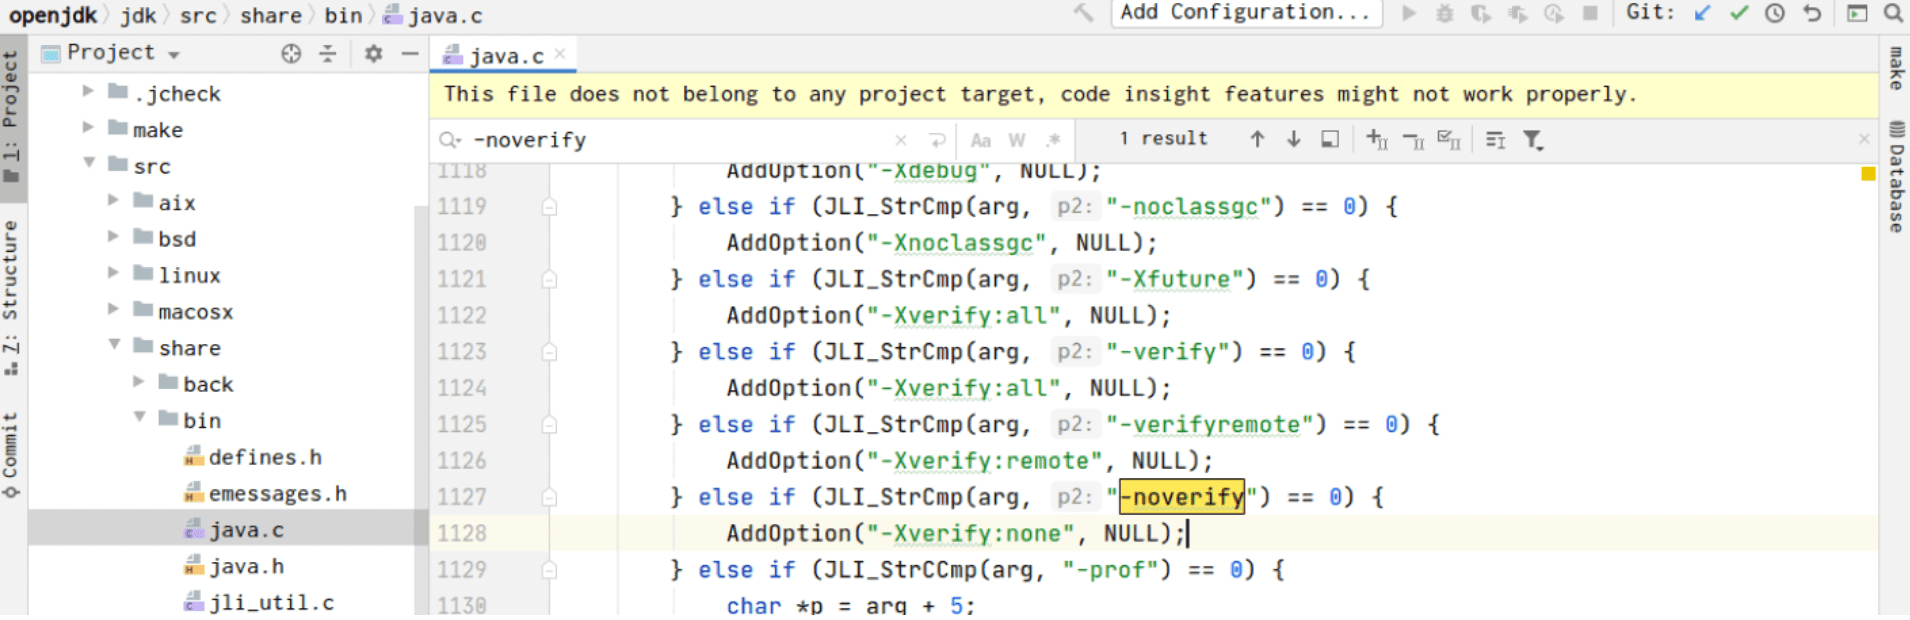 openjdk jdk src share bin java.c
Add Configuration...
Git:
1: Project
Z: Structure
Commit
Project
.jcheck
make
src
aix
bsd
linux
macosx
share
back
bin
defines.h
emessages.h
java.c
java.h
jli_util.c
java.c
This file does not belong to any project target, code insight features might not work properly.
-noverify Aa W .* 1 result
1118 AddOption("-Xdebug", NULL);
1119 } else if (JLI_StrCmp(arg, p2: "-noclassgc") == 0) {
1120 AddOption("-Xnoclassgc", NULL);
1121 } else if (JLI_StrCmp(arg, p2: "-Xfuture") == 0) {
1122 AddOption("-Xverify:all", NULL);
1123 } else if (JLI_StrCmp(arg, p2: "-verify") == 0) {
1124 AddOption("-Xverify:all", NULL);
1125 } else if (JLI_StrCmp(arg, p2: "-verifyremote") == 0) {
1126 AddOption("-Xverify:remote", NULL);
1127 } else if (JLI_StrCmp(arg, p2: "-noverify") == 0) {
1128 AddOption("-Xverify:none", NULL);
1129 } else if (JLI_StrCCmp(arg, "-prof") == 0) {
1130 char *p = arg + 5;
make
Database